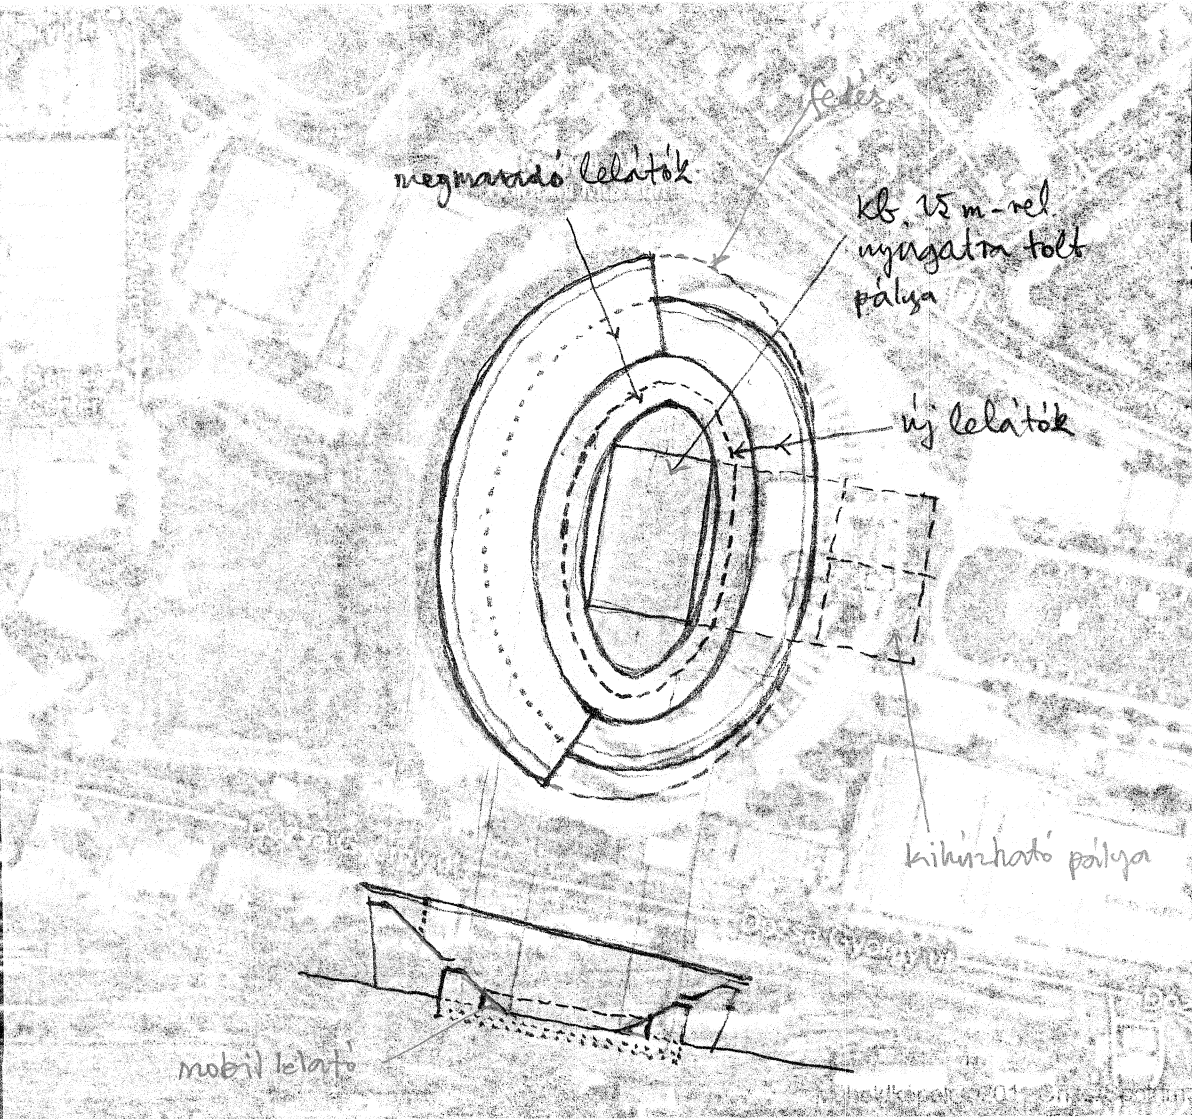 fedés
megmaradó lelátók
kb. 15 m-rel
nyugatra tolt
pálya
új lelátók
kihúzható pálya
mobil lelátó